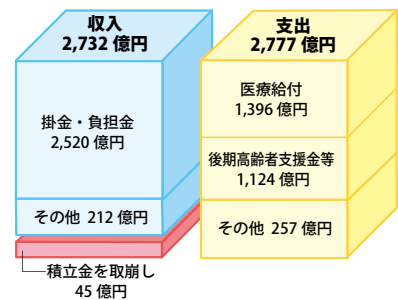 収入
2,732 億円
掛金・負担金
2,520 億円
その他 212 億円
積立金を取崩し
45 億円
支出
2,777 億円
医療給付
1,396 億円
後期高齢者支援金等
1,124 億円
その他 257 億円